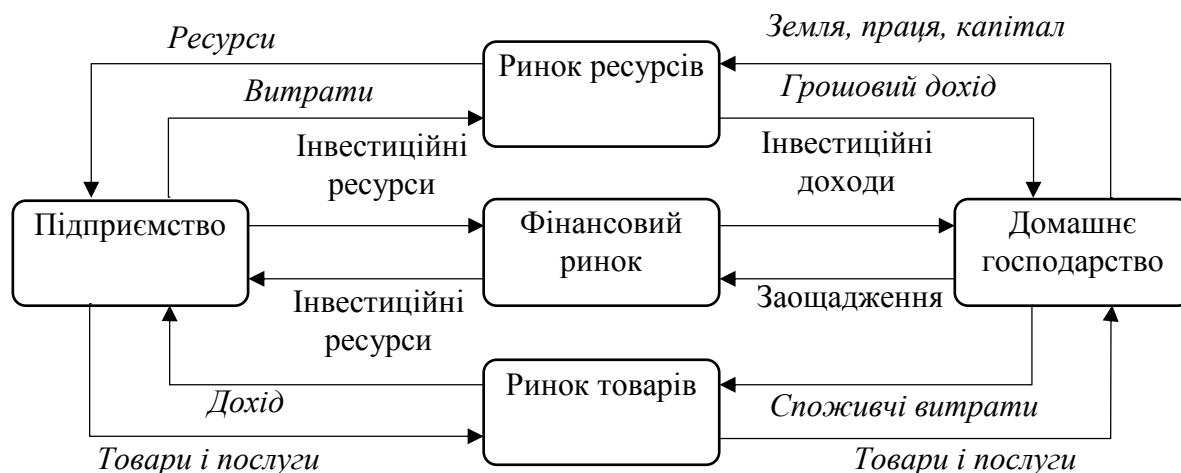 Ресурси
Земля, праця, капітал
Ринок ресурсів
Витрати
Грошовий дохід
Інвестиційні
ресурси
Інвестиційні
доходи
Підприємство
Фінансовий
ринок
Домашнє
господарство
Інвестиційні
ресурси
Заощадження
Ринок товарів
Дохід
Споживчі витрати
Товари і послуги
Товари і послуги